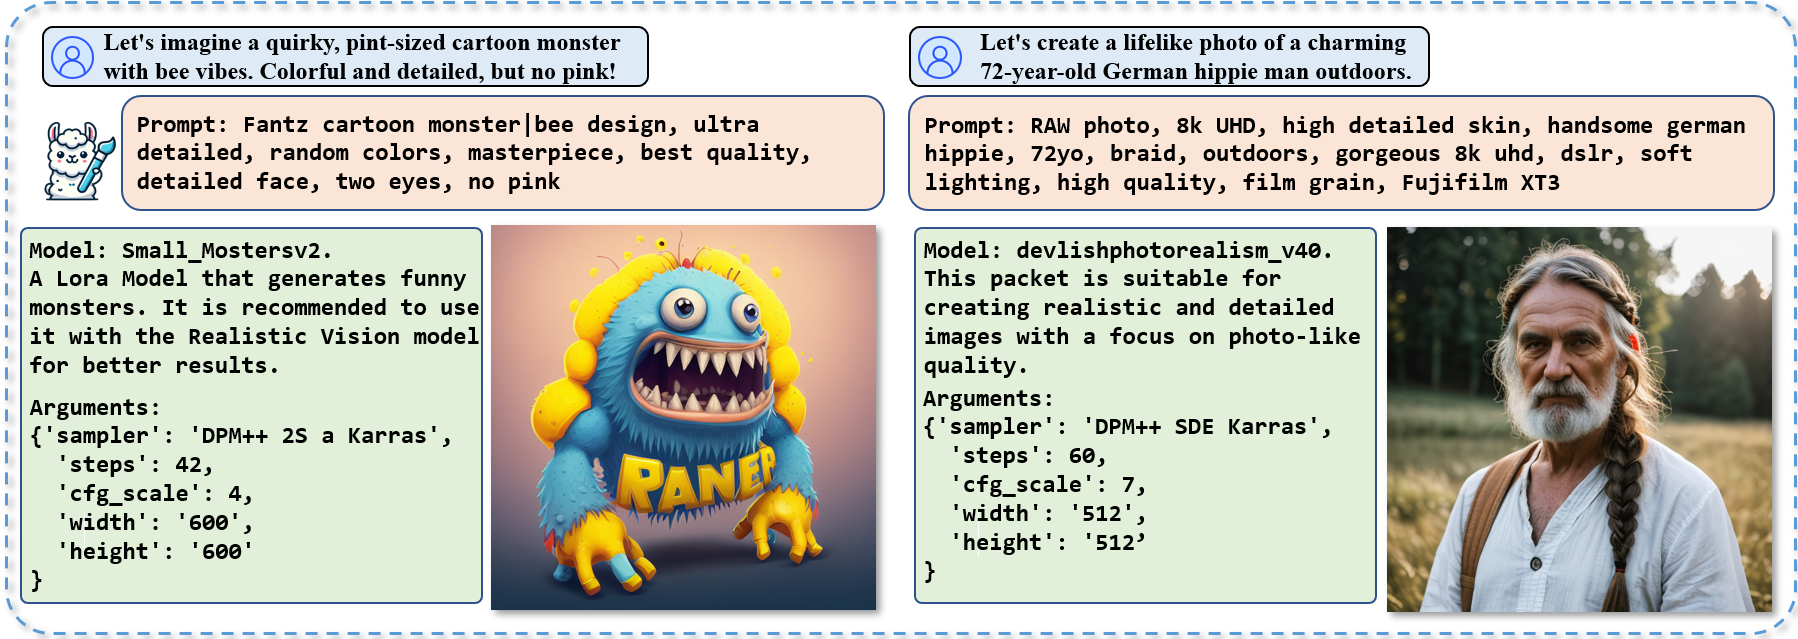 Let's imagine a quirky, pint-sized cartoon monster
with bee vibes. Colorful and detailed, but no pink!
Prompt: Fantz cartoon monster|bee design, ultra
detailed, random colors, masterpiece, best quality,
detailed face, two eyes, no pink
Model: Small_Mostersv2.
A Lora Model that generates funny
monsters. It is recommended to use
it with the Realistic Vision model
for better results.
Arguments:
{'sampler': 'DPM++ 2S a Karras',
'steps': 42,
'cfg_scale': 4,
'width': '600',
'height': '600'
}
RANEP
Let's create a lifelike photo of a charming
72-year-old German hippie man outdoors.
Prompt: RAW photo, 8k UHD, high detailed skin, handsome german
hippie, 72yo, braid, outdoors, gorgeous 8k uhd, dslr, soft
lighting, high quality, film grain, Fujifilm XT3
Model: devlishphotorealism_v40.
This packet is suitable for
creating realistic and detailed
images with a focus on photo-like
quality.
Arguments:
{'sampler': 'DPM++ SDE Karras',
'steps': 60,
'cfg_scale': 7,
'width': '512',
'height': '512’
}